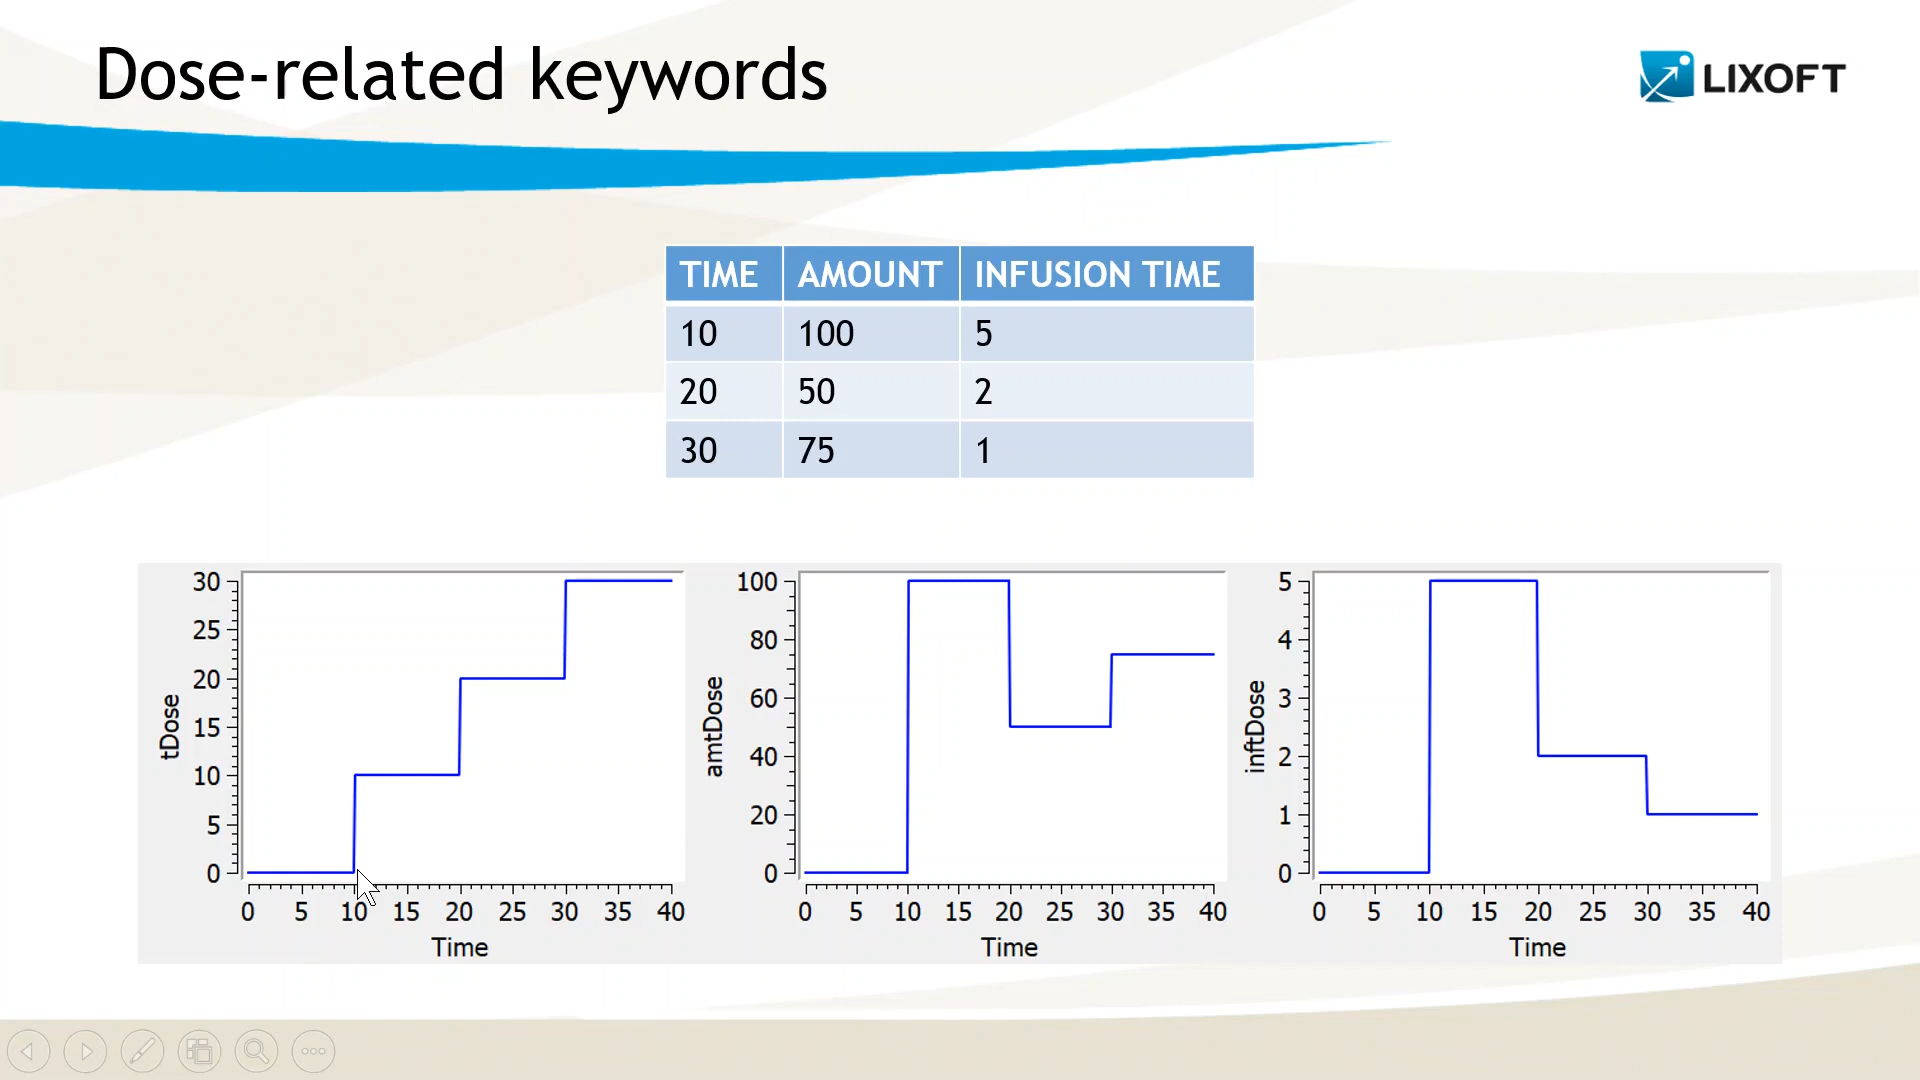 Dose-related keywords
LIXOFT
TIME AMOUNT INFUSION TIME
10 100 5
20 50 2
30 75 1
30
25
20
15
10
5
0
tDose
0 5 10 15 20 25 30 35 40
Time
100
80
60
40
20
0
amtDose
0 5 10 15 20 25 30 35 40
Time
5
4
3
2
1
0
inftDose
0 5 10 15 20 25 30 35 40
Time